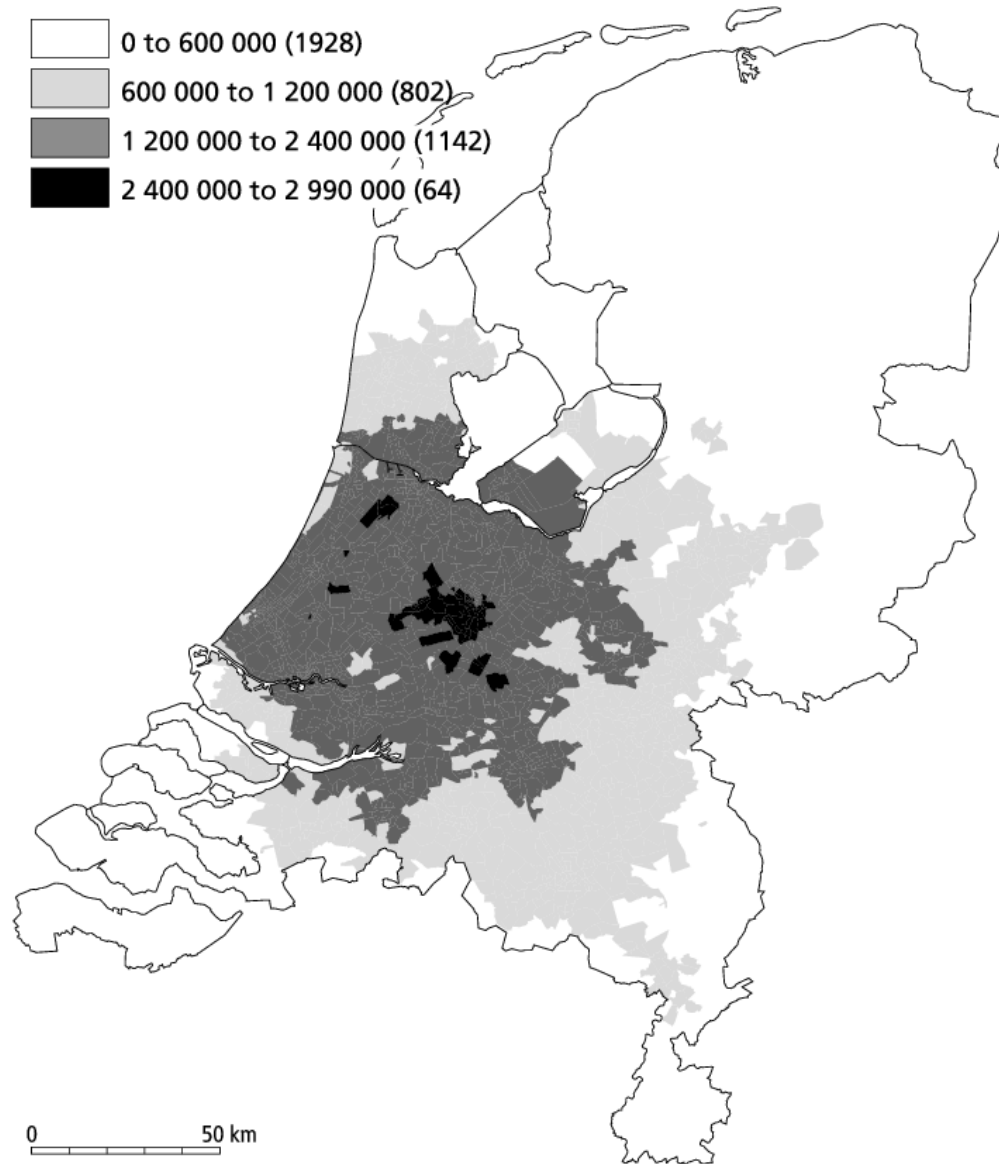 0 to 600 000 (1928)
600 000 to 1 200 000 (802)
1 200 000 to 2 400 000 (1142)
2 400 000 to 2 990 000 (64)
0 50 km